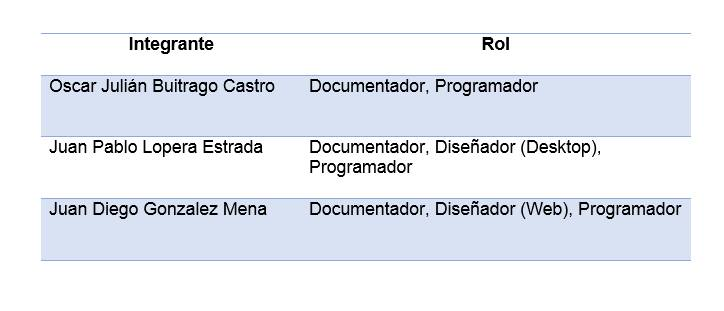 Integrante Rol
Oscar Julián Buitrago Castro Documentador, Programador
Juan Pablo Lopera Estrada Documentador, Diseñador (Desktop),
Programador
Juan Diego Gonzalez Mena Documentador, Diseñador (Web), Programador